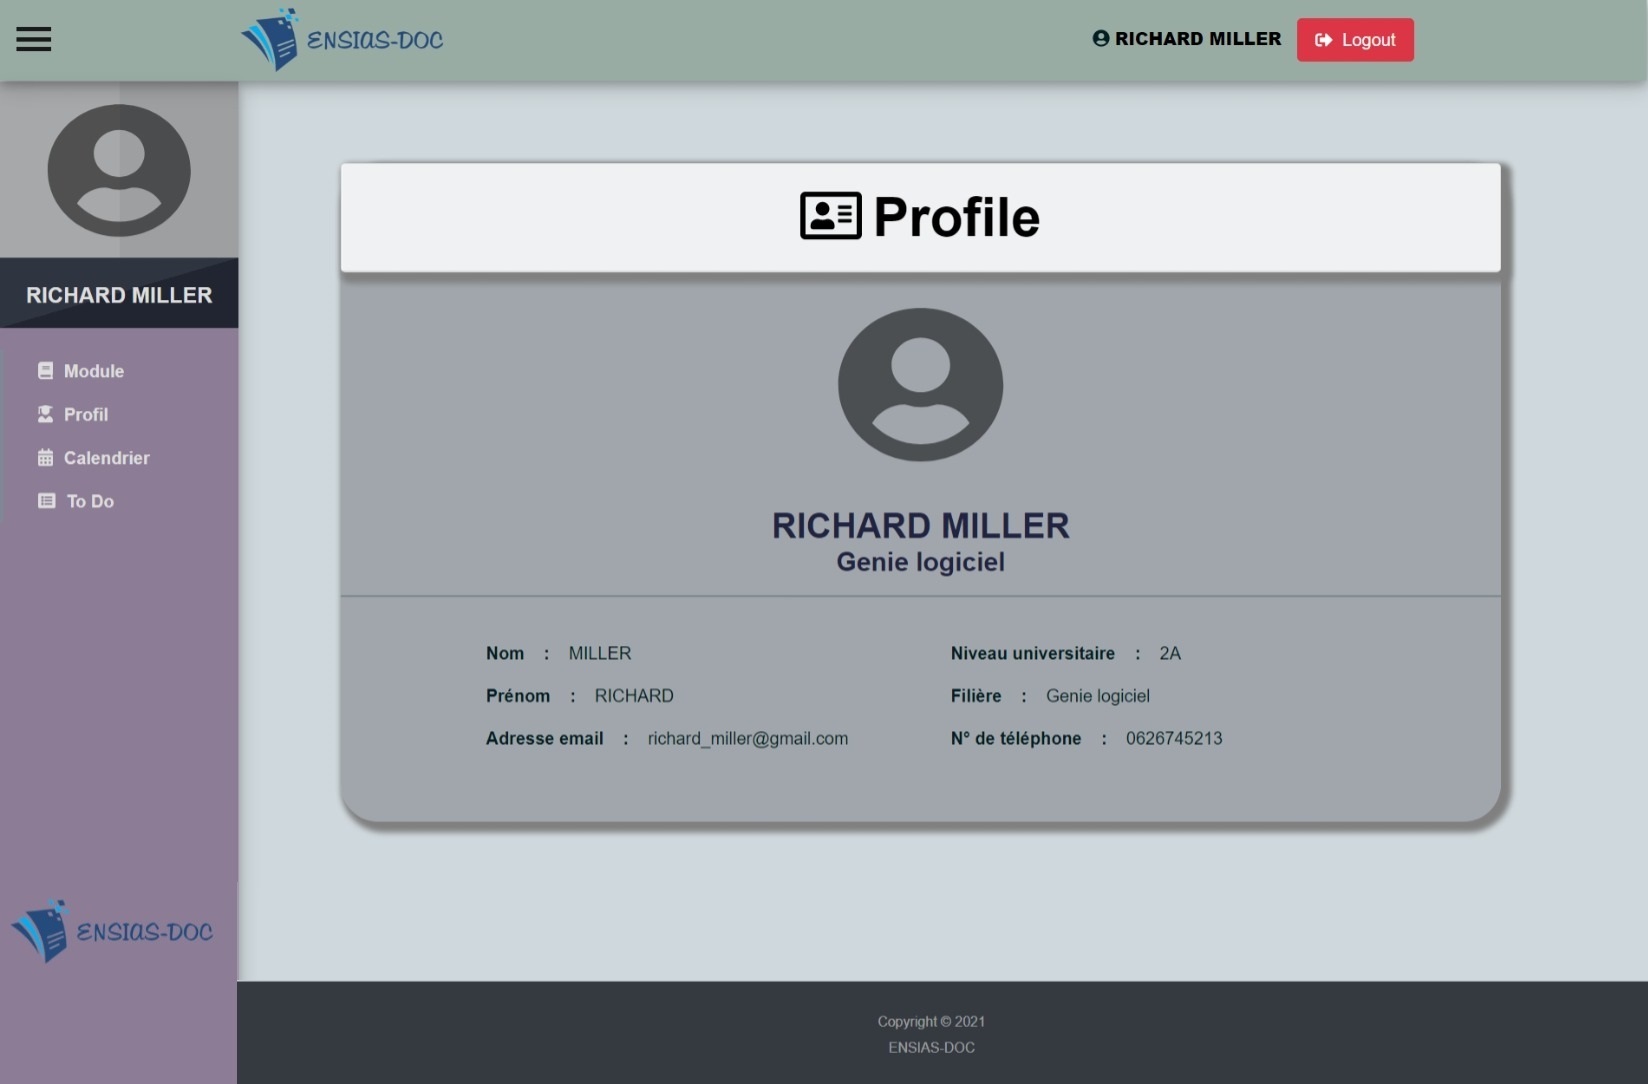 ENSIAS-DOC
RICHARD MILLER
Logout
RICHARD MILLER
Module
Profil
Calendrier
To Do
ENSIAS-DOC
Profile
RICHARD MILLER
Genie logiciel
Nom : MILLER
Prénom : RICHARD
Adresse email : richard_miller@gmail.com
Niveau universitaire : 2A
Filière : Genie logiciel
N° de téléphone : 0626745213
Copyright © 2021
ENSIAS-DOC